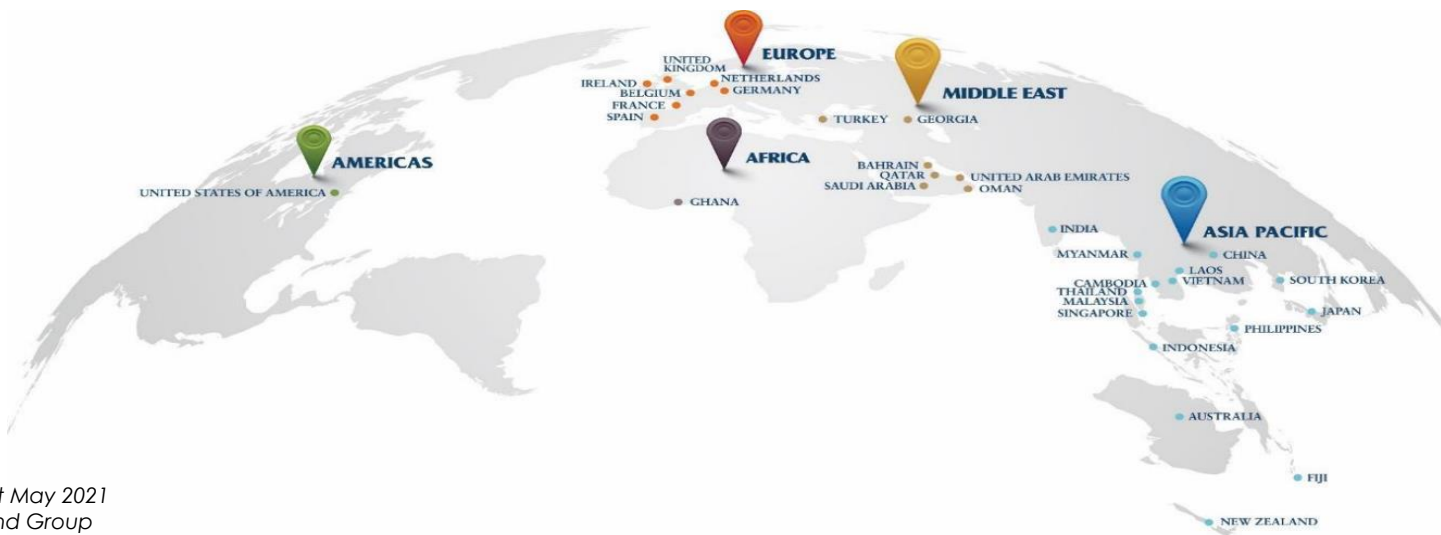 EUROPE
UNITED
KINGDOM
IRELAND
NETHERLANDS
BELGIUM
GERMANY
FRANCE
SPAIN
MIDDLE EAST
TURKEY
GEORGIA
AMERICAS
UNITED STATES OF AMERICA
AFRICA
GHANA
BAHRAIN
QATAR
UNITED ARAB EMIRATES
SAUDI ARABIA
OMAN
ASIA PACIFIC
INDIA
MYANMAR
CHINA
LAOS
CAMBODIA
VIETNAM
SOUTH KOREA
THAILAND
MALAYSIA
SINGAPORE
JAPAN
PHILIPPINES
INDONESIA
AUSTRALIA
FIJI
NEW ZEALAND
May 2021
Group